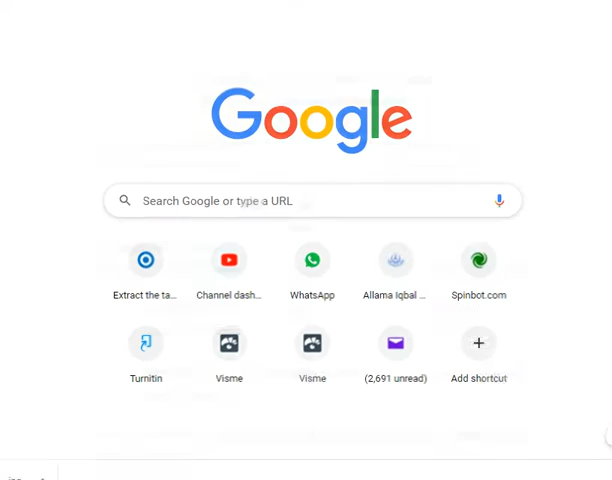 Google
Search Google or type a URL
Extract the ta... Channel dash... WhatsApp Allama Iqbal ... Spinbot.com
Turnitin Visme Visme (2,691 unread) Add shortcut